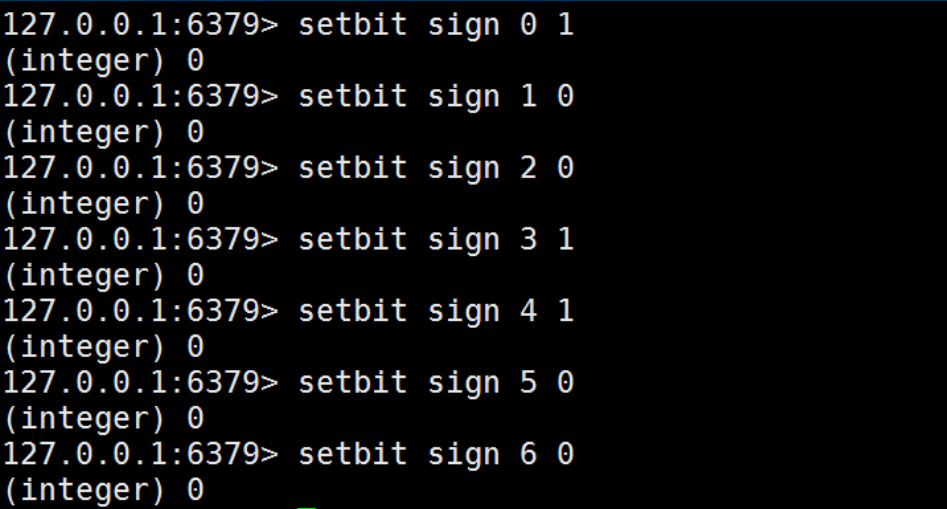 127.0.0.1:6379> setbit sign 0 1
(integer) 0
127.0.0.1:6379> setbit sign 1 0
(integer) 0
127.0.0.1:6379> setbit sign 2 0
(integer) 0
127.0.0.1:6379> setbit sign 3 1
(integer) 0
127.0.0.1:6379> setbit sign 4 1
(integer) 0
127.0.0.1:6379> setbit sign 5 0
(integer) 0
127.0.0.1:6379> setbit sign 6 0
(integer) 0